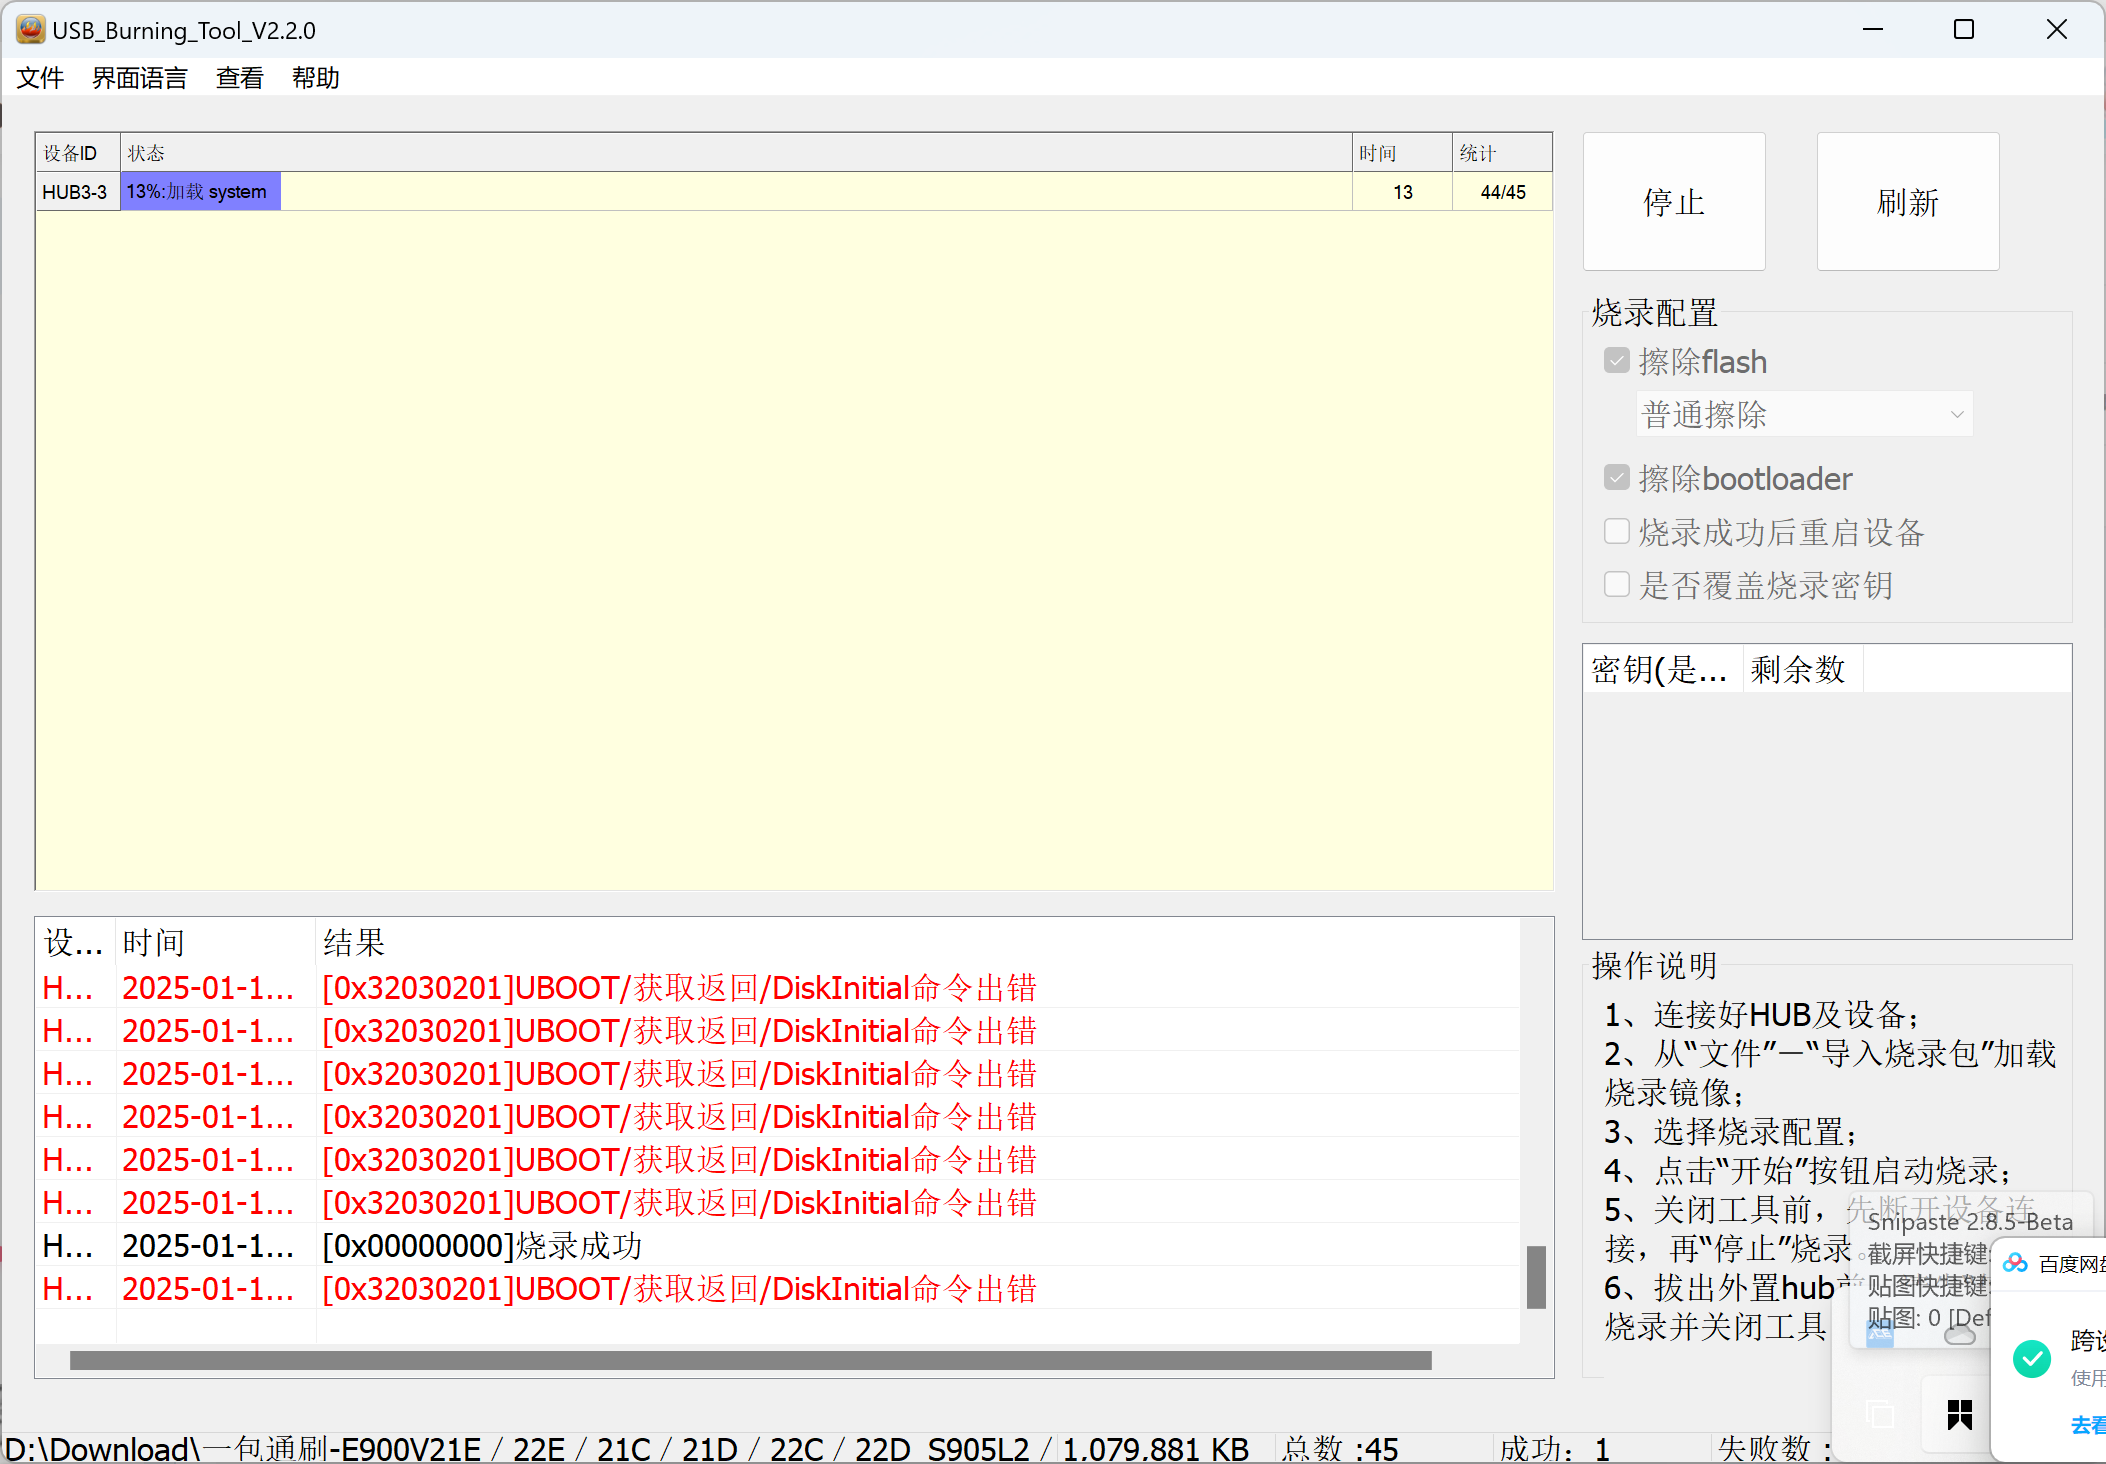 USB_Burning_Tool_V2.2.0
文件 界面语言 查看 帮助
设备ID 状态 时间 统计
HUB3-3 13%:加载 system 13 44/45
停止 刷新
烧录配置
擦除flash
普通擦除
擦除bootloader
烧录成功后重启设备
是否覆盖烧录密钥
密钥(是... 剩余数
设... 时间 结果
H... 2025-01-1... [0x32030201]UBOOT/获取返回/DiskInitial命令出错
H... 2025-01-1... [0x32030201]UBOOT/获取返回/DiskInitial命令出错
H... 2025-01-1... [0x32030201]UBOOT/获取返回/DiskInitial命令出错
H... 2025-01-1... [0x32030201]UBOOT/获取返回/DiskInitial命令出错
H... 2025-01-1... [0x32030201]UBOOT/获取返回/DiskInitial命令出错
H... 2025-01-1... [0x32030201]UBOOT/获取返回/DiskInitial命令出错
H... 2025-01-1... [0x00000000]烧录成功
H... 2025-01-1... [0x32030201]UBOOT/获取返回/DiskInitial命令出错
操作说明
1、连接好HUB及设备；
2、从“文件”—“导入烧录包”加载
烧录镜像；
3、选择烧录配置；
4、点击“开始”按钮启动烧录；
5、关闭工具前，先断开设备连
接，再“停止”烧录。
6、拔出外置hub前
烧录并关闭工具
Snipaste 2.8.5-Beta
截屏快捷键:
贴图快捷键:
贴图: 0 [Def
百度网盘
跨设
使用
去看
D:\Download\一包通刷-E900V21E / 22E / 21C / 21D / 22C / 22D_S905L2 / 1,079,881 KB 总数 :45 成功： 1 失败数 :